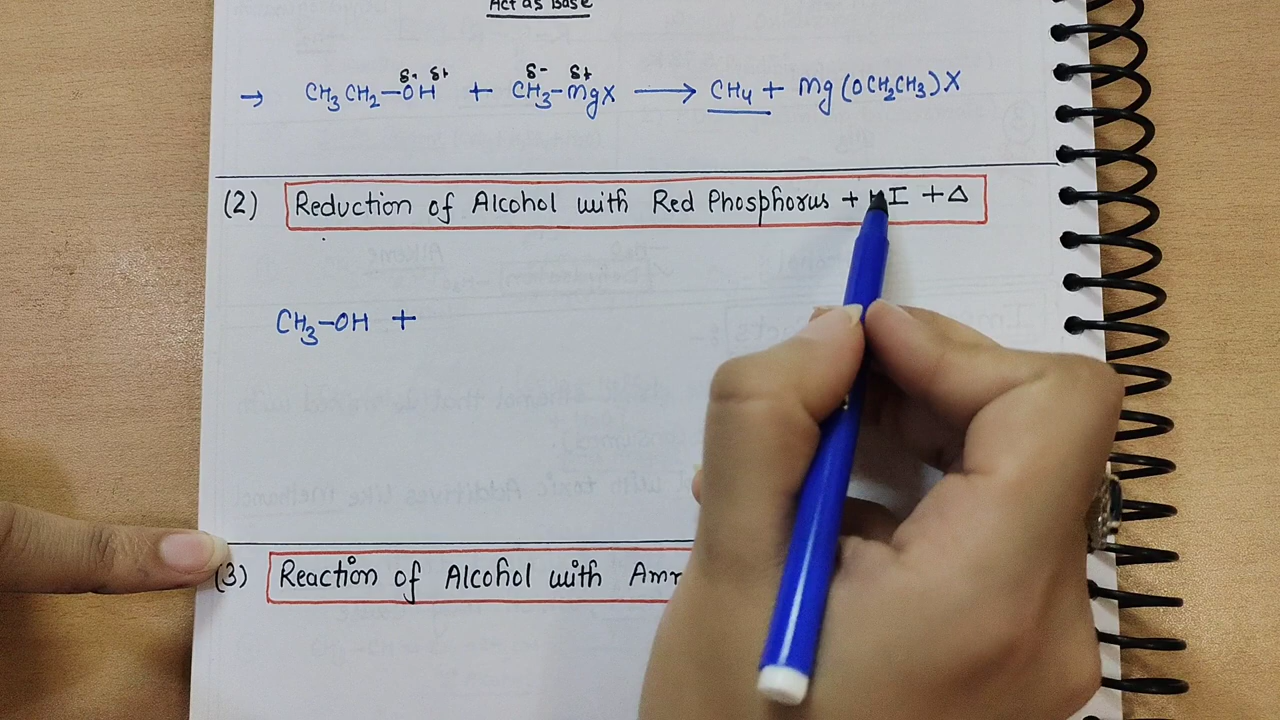 Act as Base
→ CH3CH2-OH + CH3-MgX → CH4 + Mg(OCH2CH3)X
δ- δ+ δ- δ+
(2) Reduction of Alcohol with Red Phosphorus + HI + Δ
CH3-OH +
(3) Reaction of Alcohol with